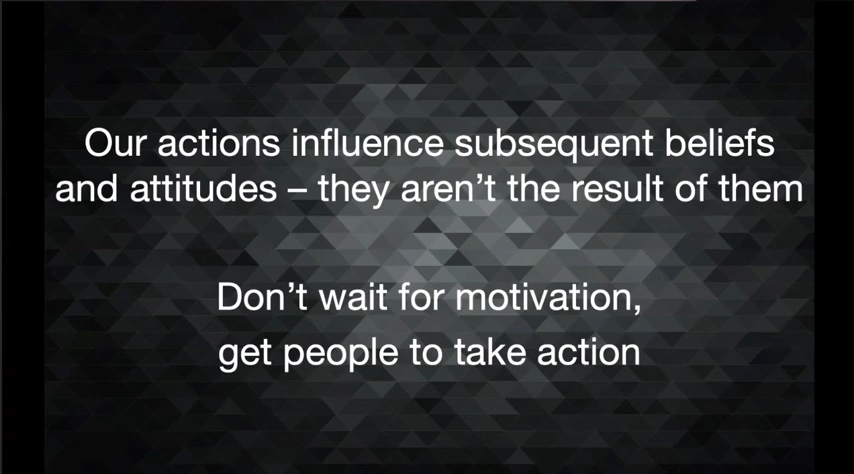 Our actions influence subsequent beliefs
and attitudes – they aren’t the result of them
Don’t wait for motivation,
get people to take action